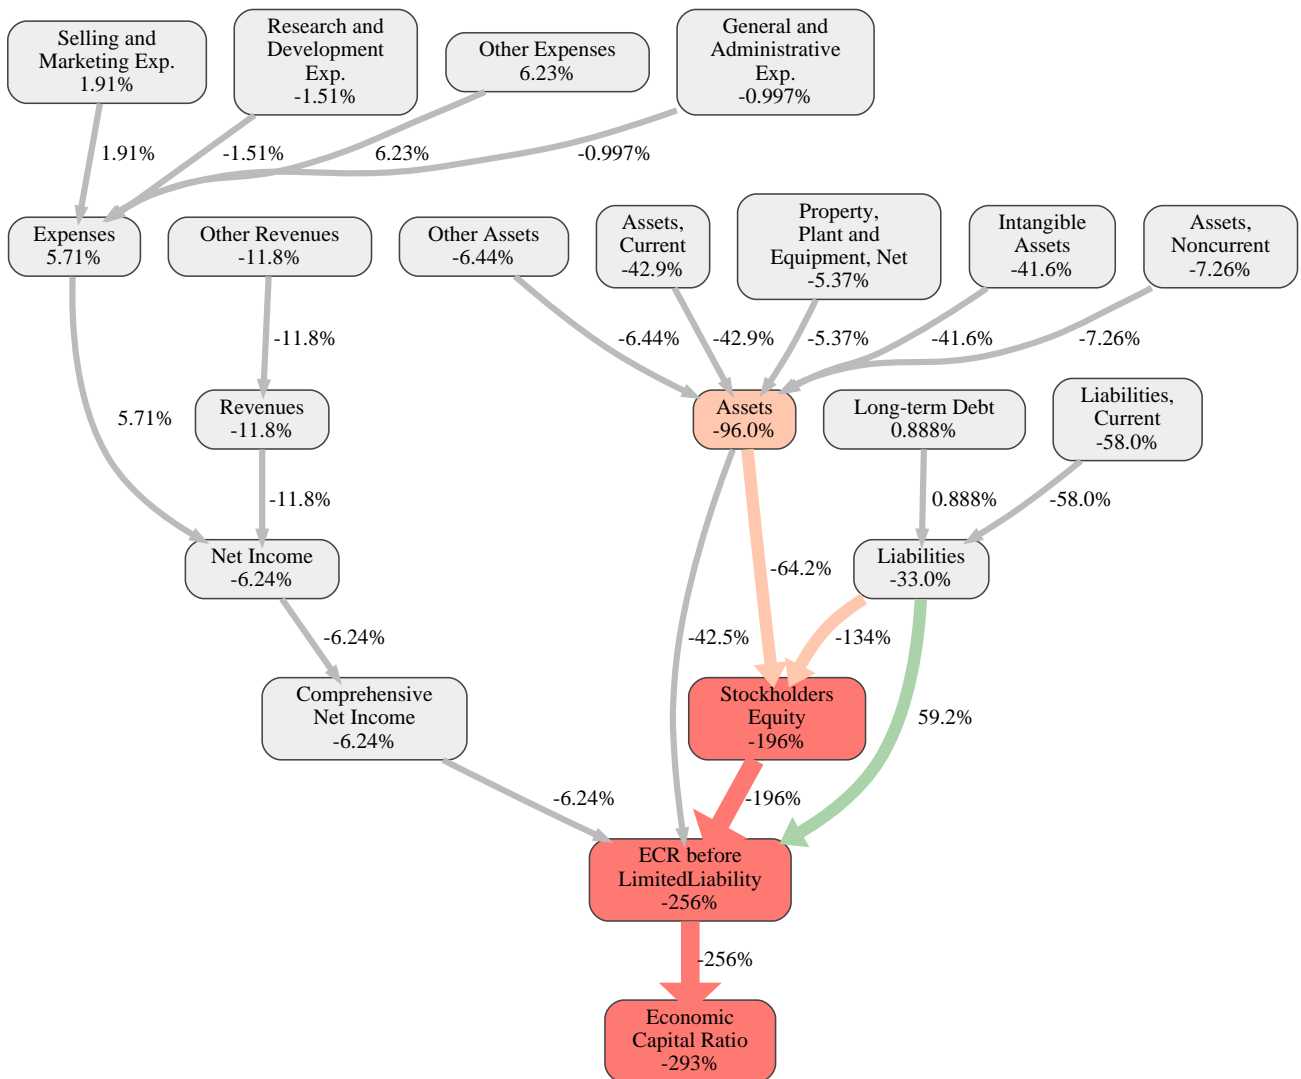 Selling and
Marketing Exp.
1.91%
Research and
Development
Exp.
-1.51%
Other Expenses
6.23%
General and
Administrative
Exp.
-0.997%
1.91%
-1.51%
6.23%
-0.997%
Expenses
5.71%
Other Revenues
-11.8%
Other Assets
-6.44%
Assets,
Current
-42.9%
Property,
Plant and
Equipment, Net
-5.37%
Intangible
Assets
-41.6%
Assets,
Noncurrent
-7.26%
-11.8%
-6.44%
-42.9%
-5.37%
-41.6%
-7.26%
5.71%
Revenues
-11.8%
Assets
-96.0%
Long-term Debt
0.888%
Liabilities,
Current
-58.0%
-11.8%
0.888%
-58.0%
Net Income
-6.24%
-64.2%
Liabilities
-33.0%
-6.24%
-42.5%
-134%
Comprehensive
Net Income
-6.24%
Stockholders
Equity
-196%
59.2%
-6.24%
-196%
ECR before
LimitedLiability
-256%
-256%
Economic
Capital Ratio
-293%